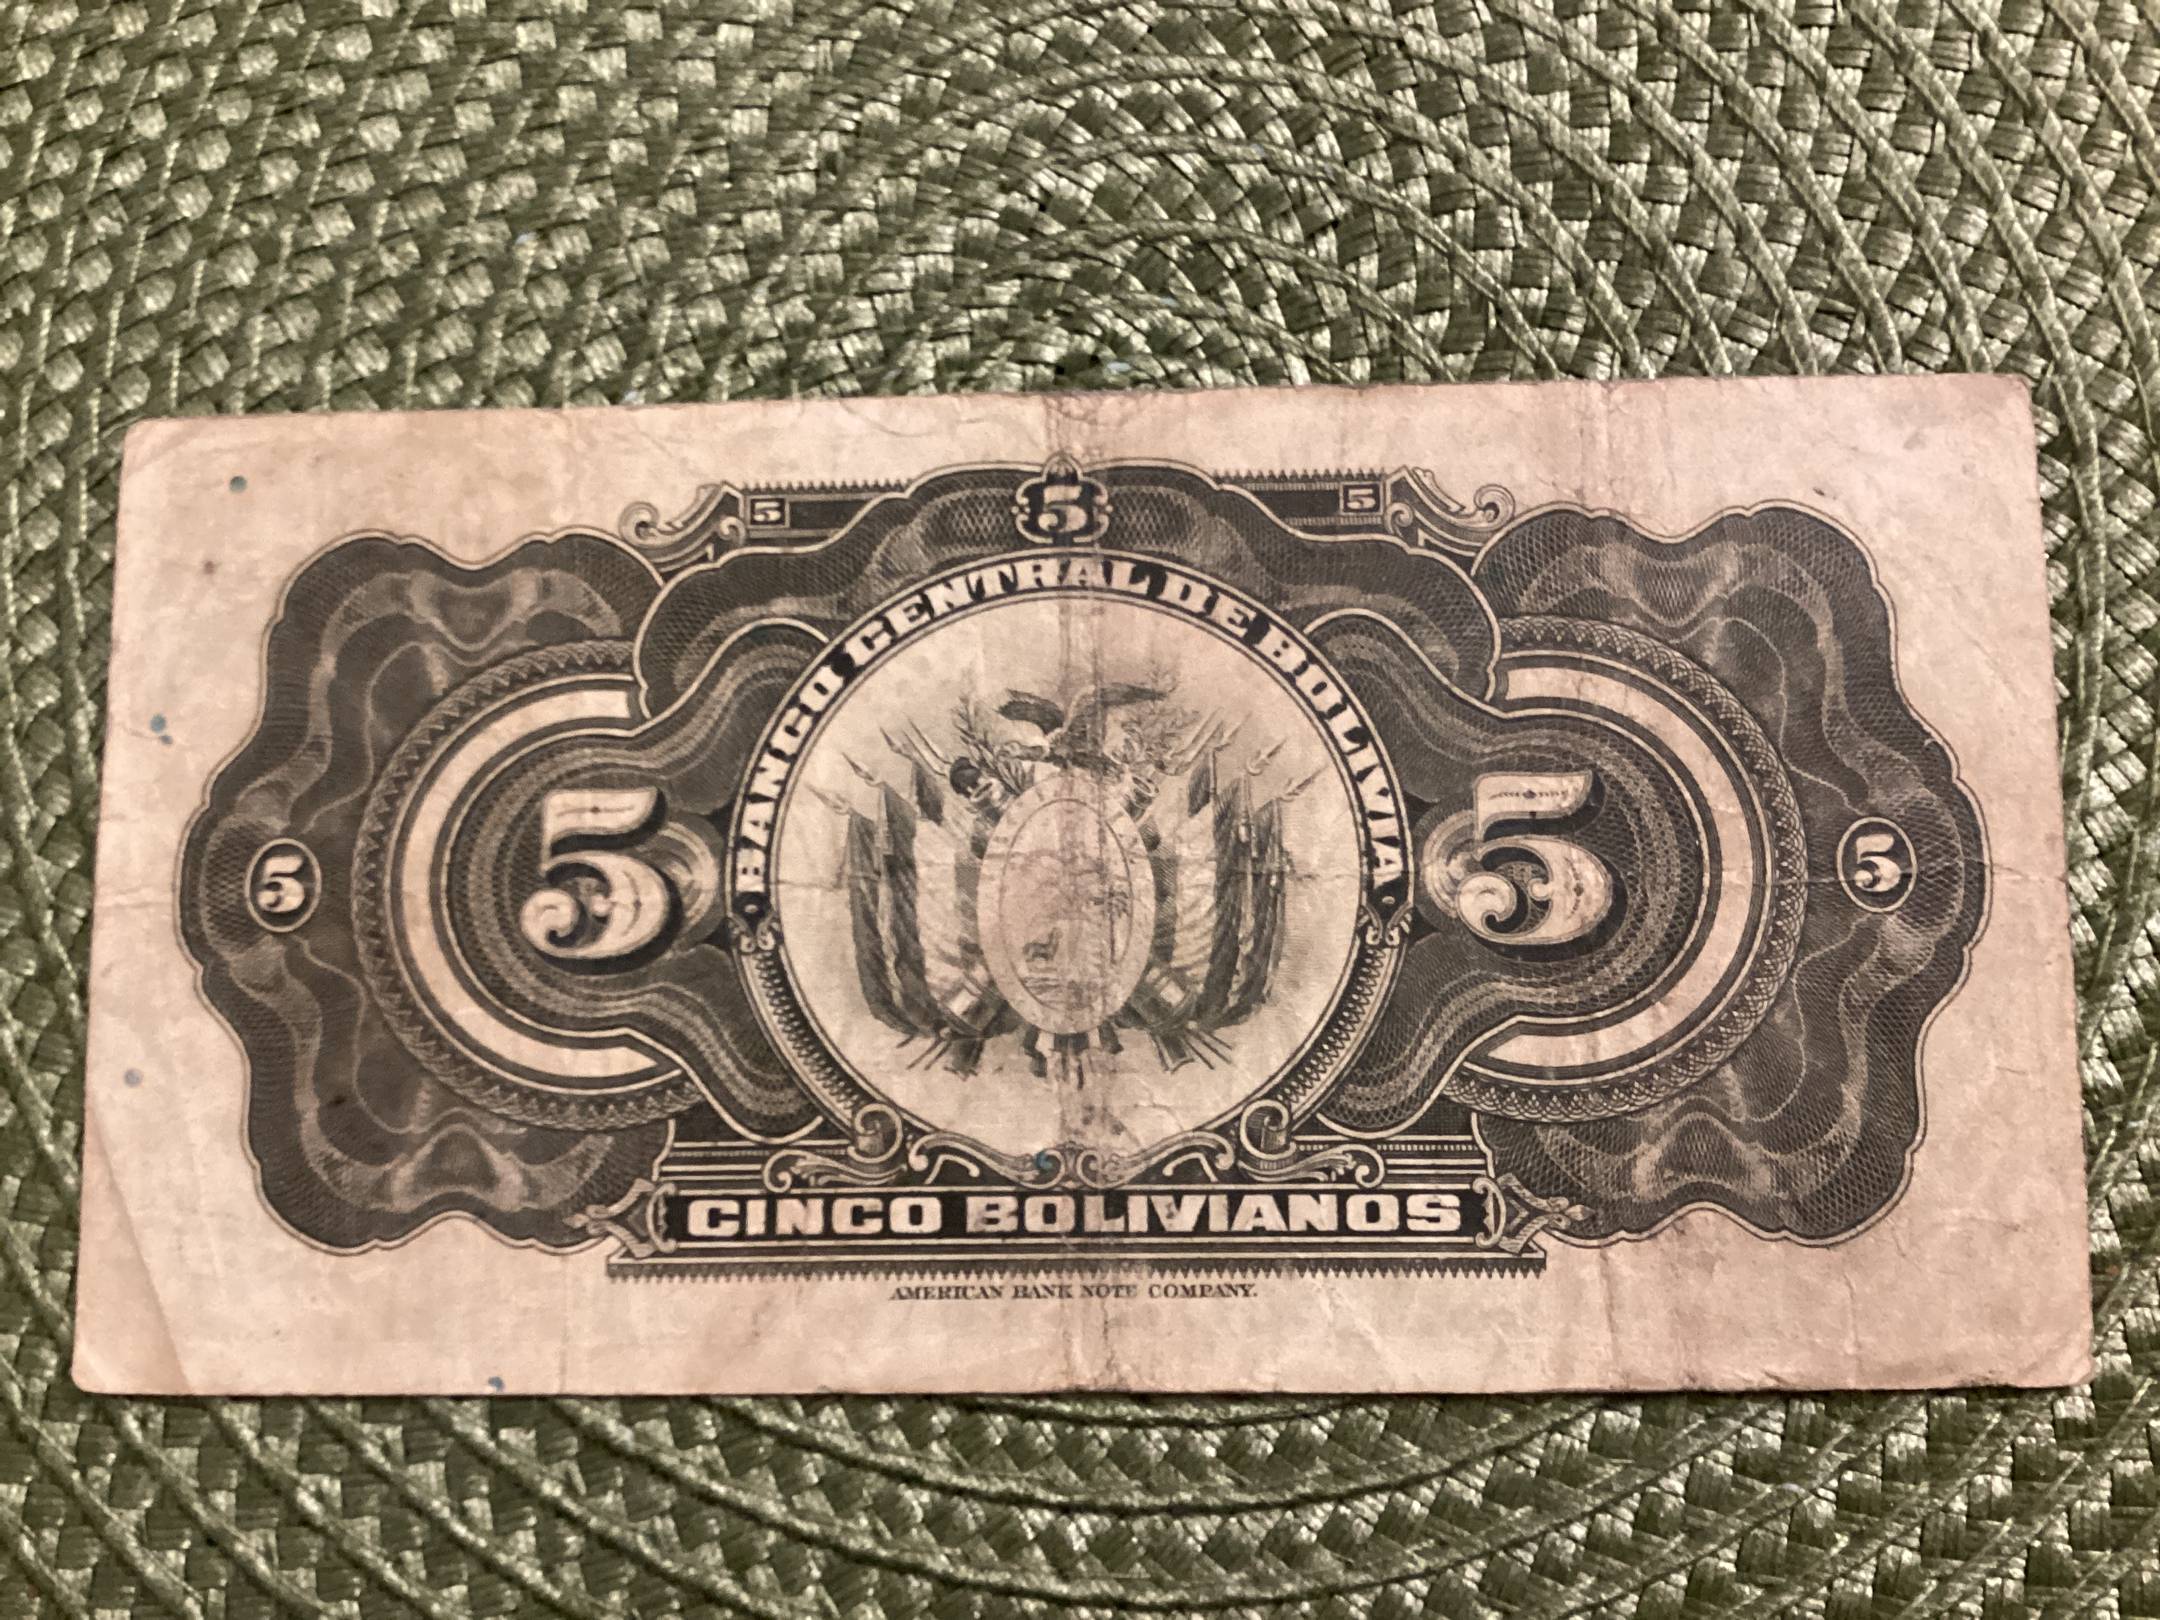 5 5 5
BANCO CENTRAL DE BOLIVIA
5 5 5 5
CINCO BOLIVIANOS
AMERICAN BANK NOTE COMPANY.